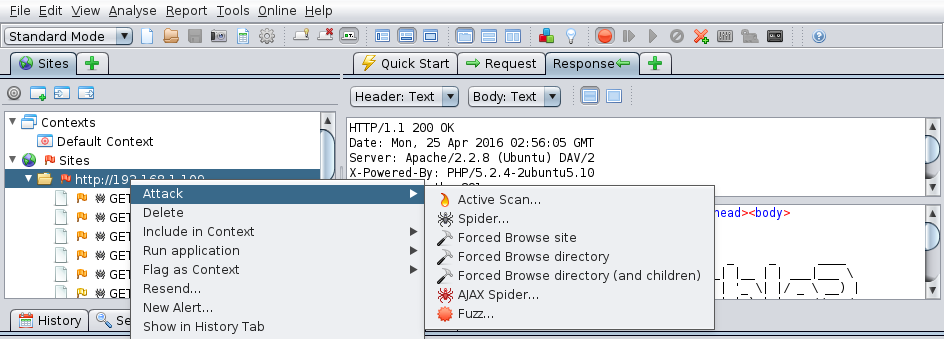 File Edit View Analyse Report Tools Online Help
Standard Mode
Sites Quick Start Request Response
Header: Text Body: Text
Contexts
Default Context
Sites
http://192.168.1.100
HTTP/1.1 200 OK
Date: Mon, 25 Apr 2016 02:56:05 GMT
Server: Apache/2.2.8 (Ubuntu) DAV/2
X-Powered-By: PHP/5.2.4-2ubuntu5.10
GET
GET
GET
GET
GET
GET
Attack
Delete
Include in Context
Run application
Flag as Context
Resend...
New Alert...
Show in History Tab
Active Scan...
Spider...
Forced Browse site
Forced Browse directory
Forced Browse directory (and children)
AJAX Spider...
Fuzz...
head><body>
History Se